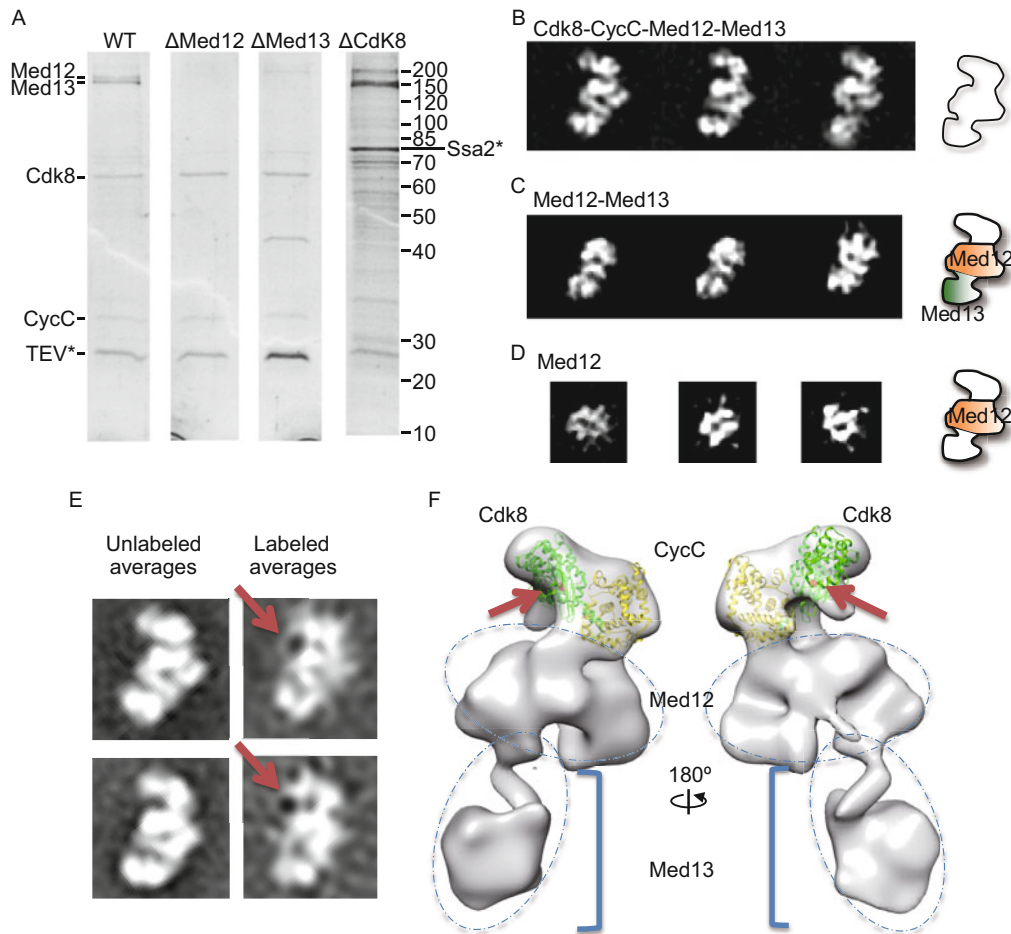 A
WT ΔMed12 ΔMed13 ΔCdK8
Med12
Med13
Cdk8
CycC
TEV*
200
150
120
100
85
70
60
50
40
30
20
10
Ssa2*
B
Cdk8-CycC-Med12-Med13
C
Med12-Med13
Med12
Med13
D
Med12
Med12
E
Unlabeled averages
Labeled averages
F
Cdk8
Cdk8
CycC
Med12
180º
Med13